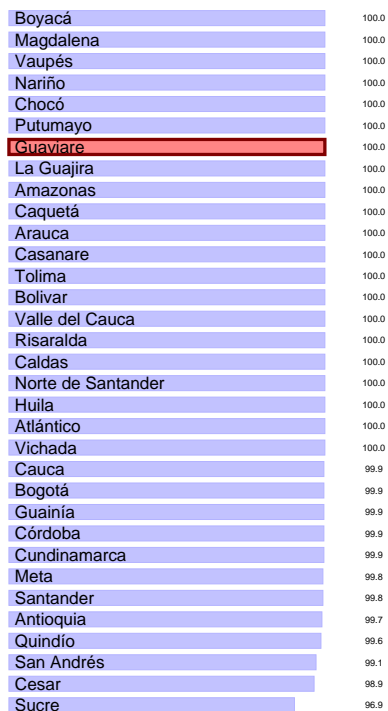 Boyacá 100.0
Magdalena 100.0
Vaupés 100.0
Nariño 100.0
Chocó 100.0
Putumayo 100.0
Guaviare 100.0
La Guajira 100.0
Amazonas 100.0
Caquetá 100.0
Arauca 100.0
Casanare 100.0
Tolima 100.0
Bolivar 100.0
Valle del Cauca 100.0
Risaralda 100.0
Caldas 100.0
Norte de Santander 100.0
Huila 100.0
Atlántico 100.0
Vichada 100.0
Cauca 99.9
Bogotá 99.9
Guainía 99.9
Córdoba 99.9
Cundinamarca 99.9
Meta 99.8
Santander 99.8
Antioquia 99.7
Quindío 99.6
San Andrés 99.1
Cesar 98.9
Sucre 96.9